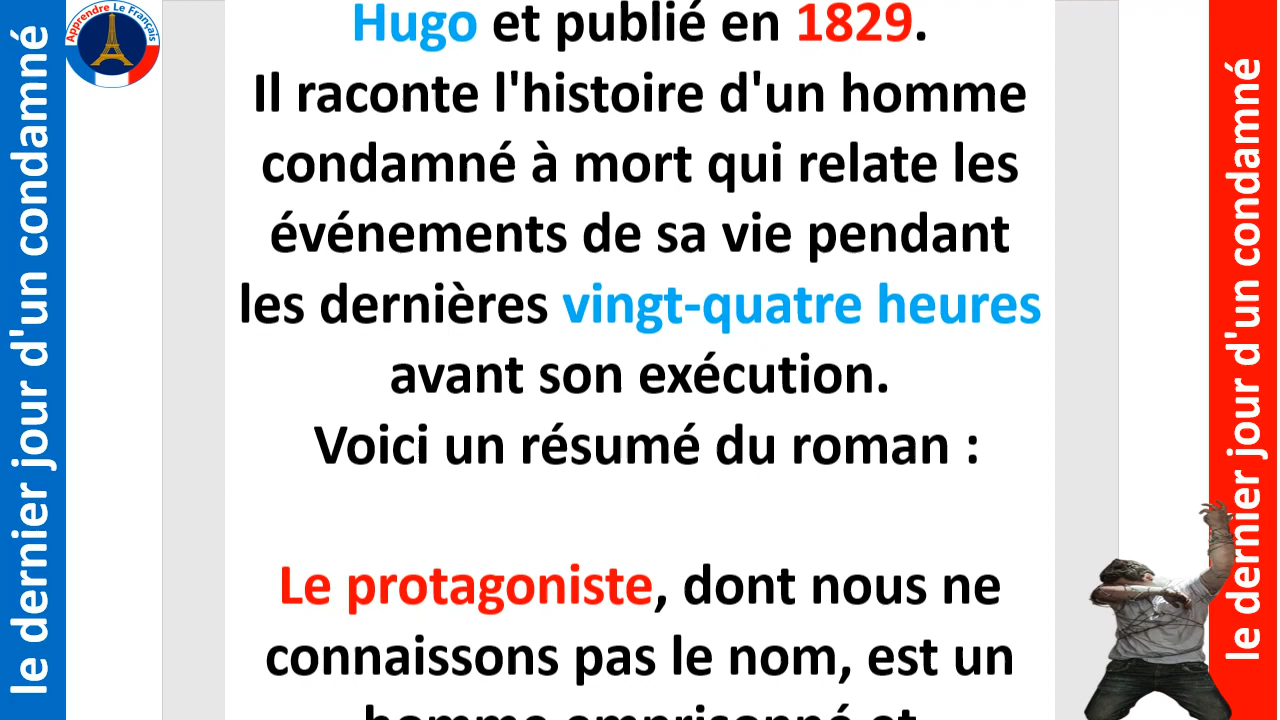 le dernier jour d'un condamné
Apprendre Le Français
Hugo et publié en 1829.
Il raconte l'histoire d'un homme
condamné à mort qui relate les
événements de sa vie pendant
les dernières vingt-quatre heures
avant son exécution.
Voici un résumé du roman :
Le protagoniste, dont nous ne
connaissons pas le nom, est un
homme emprisonné et
le dernier jour d'un condamné